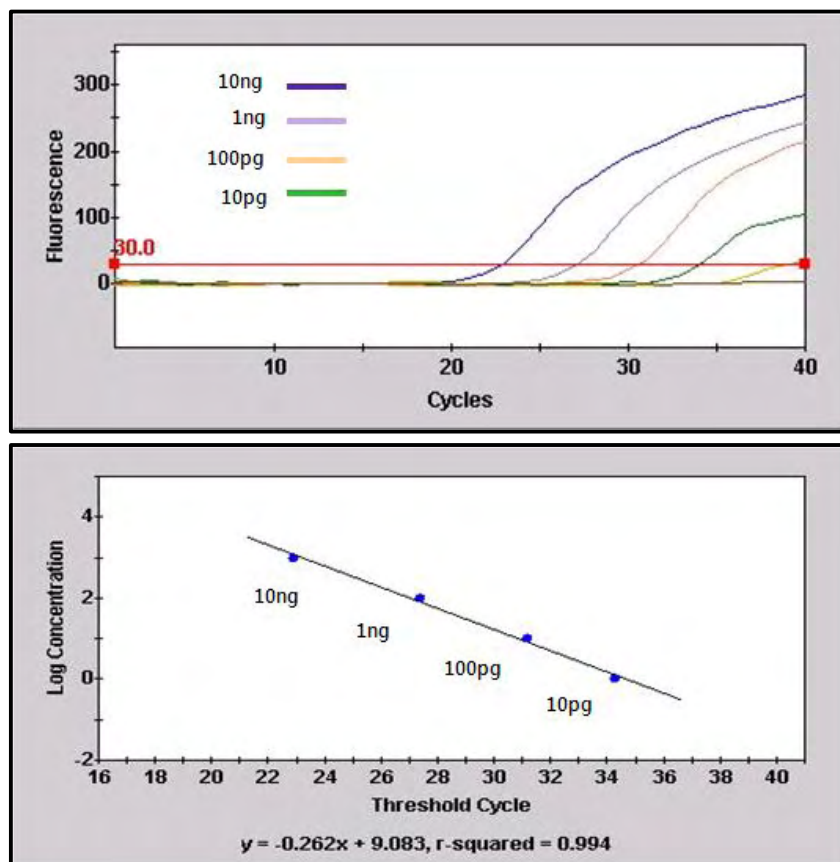 300
200
100
0
Fluorescence
10ng
1ng
100pg
10pg
30.0
10 20 30 40
Cycles
4
2
0
-2
Log Concentration
10ng
1ng
100pg
10pg
16 18 20 22 24 26 28 30 32 34 36 38 40
Threshold Cycle
y = -0.262x + 9.083, r-squared = 0.994